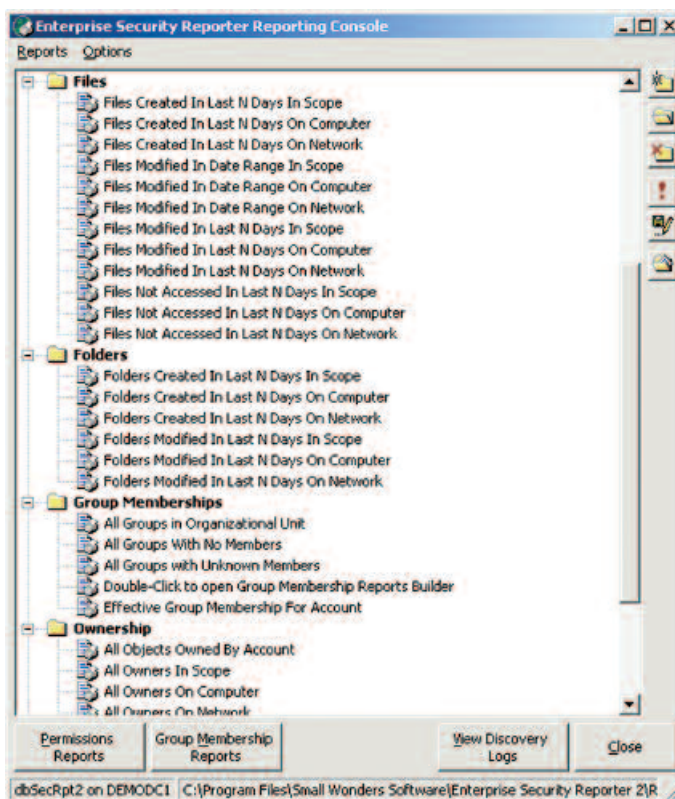 Enterprise Security Reporter Reporting Console
Reports Options
Files
Files Created In Last N Days In Scope
Files Created In Last N Days On Computer
Files Created In Last N Days On Network
Files Modified In Date Range In Scope
Files Modified In Date Range On Computer
Files Modified In Date Range On Network
Files Modified In Last N Days In Scope
Files Modified In Last N Days On Computer
Files Modified In Last N Days On Network
Files Not Accessed In Last N Days In Scope
Files Not Accessed In Last N Days On Computer
Files Not Accessed In Last N Days On Network
Folders
Folders Created In Last N Days In Scope
Folders Created In Last N Days On Computer
Folders Created In Last N Days On Network
Folders Modified In Last N Days In Scope
Folders Modified In Last N Days On Computer
Folders Modified In Last N Days On Network
Group Memberships
All Groups in Organizational Unit
All Groups With No Members
All Groups with Unknown Members
Double-Click to open Group Membership Reports Builder
Effective Group Membership For Account
Ownership
All Objects Owned By Account
All Owners In Scope
All Owners On Computer
All Owners On Network
Permissions Reports
Group Membership Reports
View Discovery Logs
Close
dbSecRpt2 on DEMODC1 C:\Program Files\Small Wonders Software\Enterprise Security Reporter 2\R